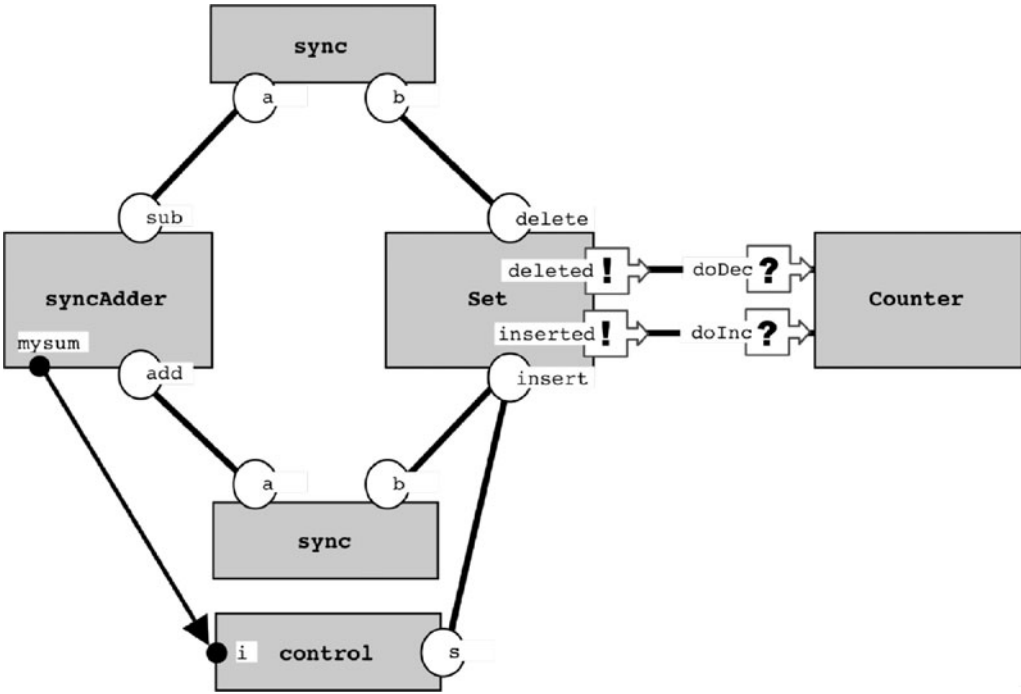 sync
a
b
sub
delete
syncAdder
mysum
add
Set
deleted
!
inserted
!
insert
doDec
?
doInc
?
Counter
a
b
sync
i
control
s